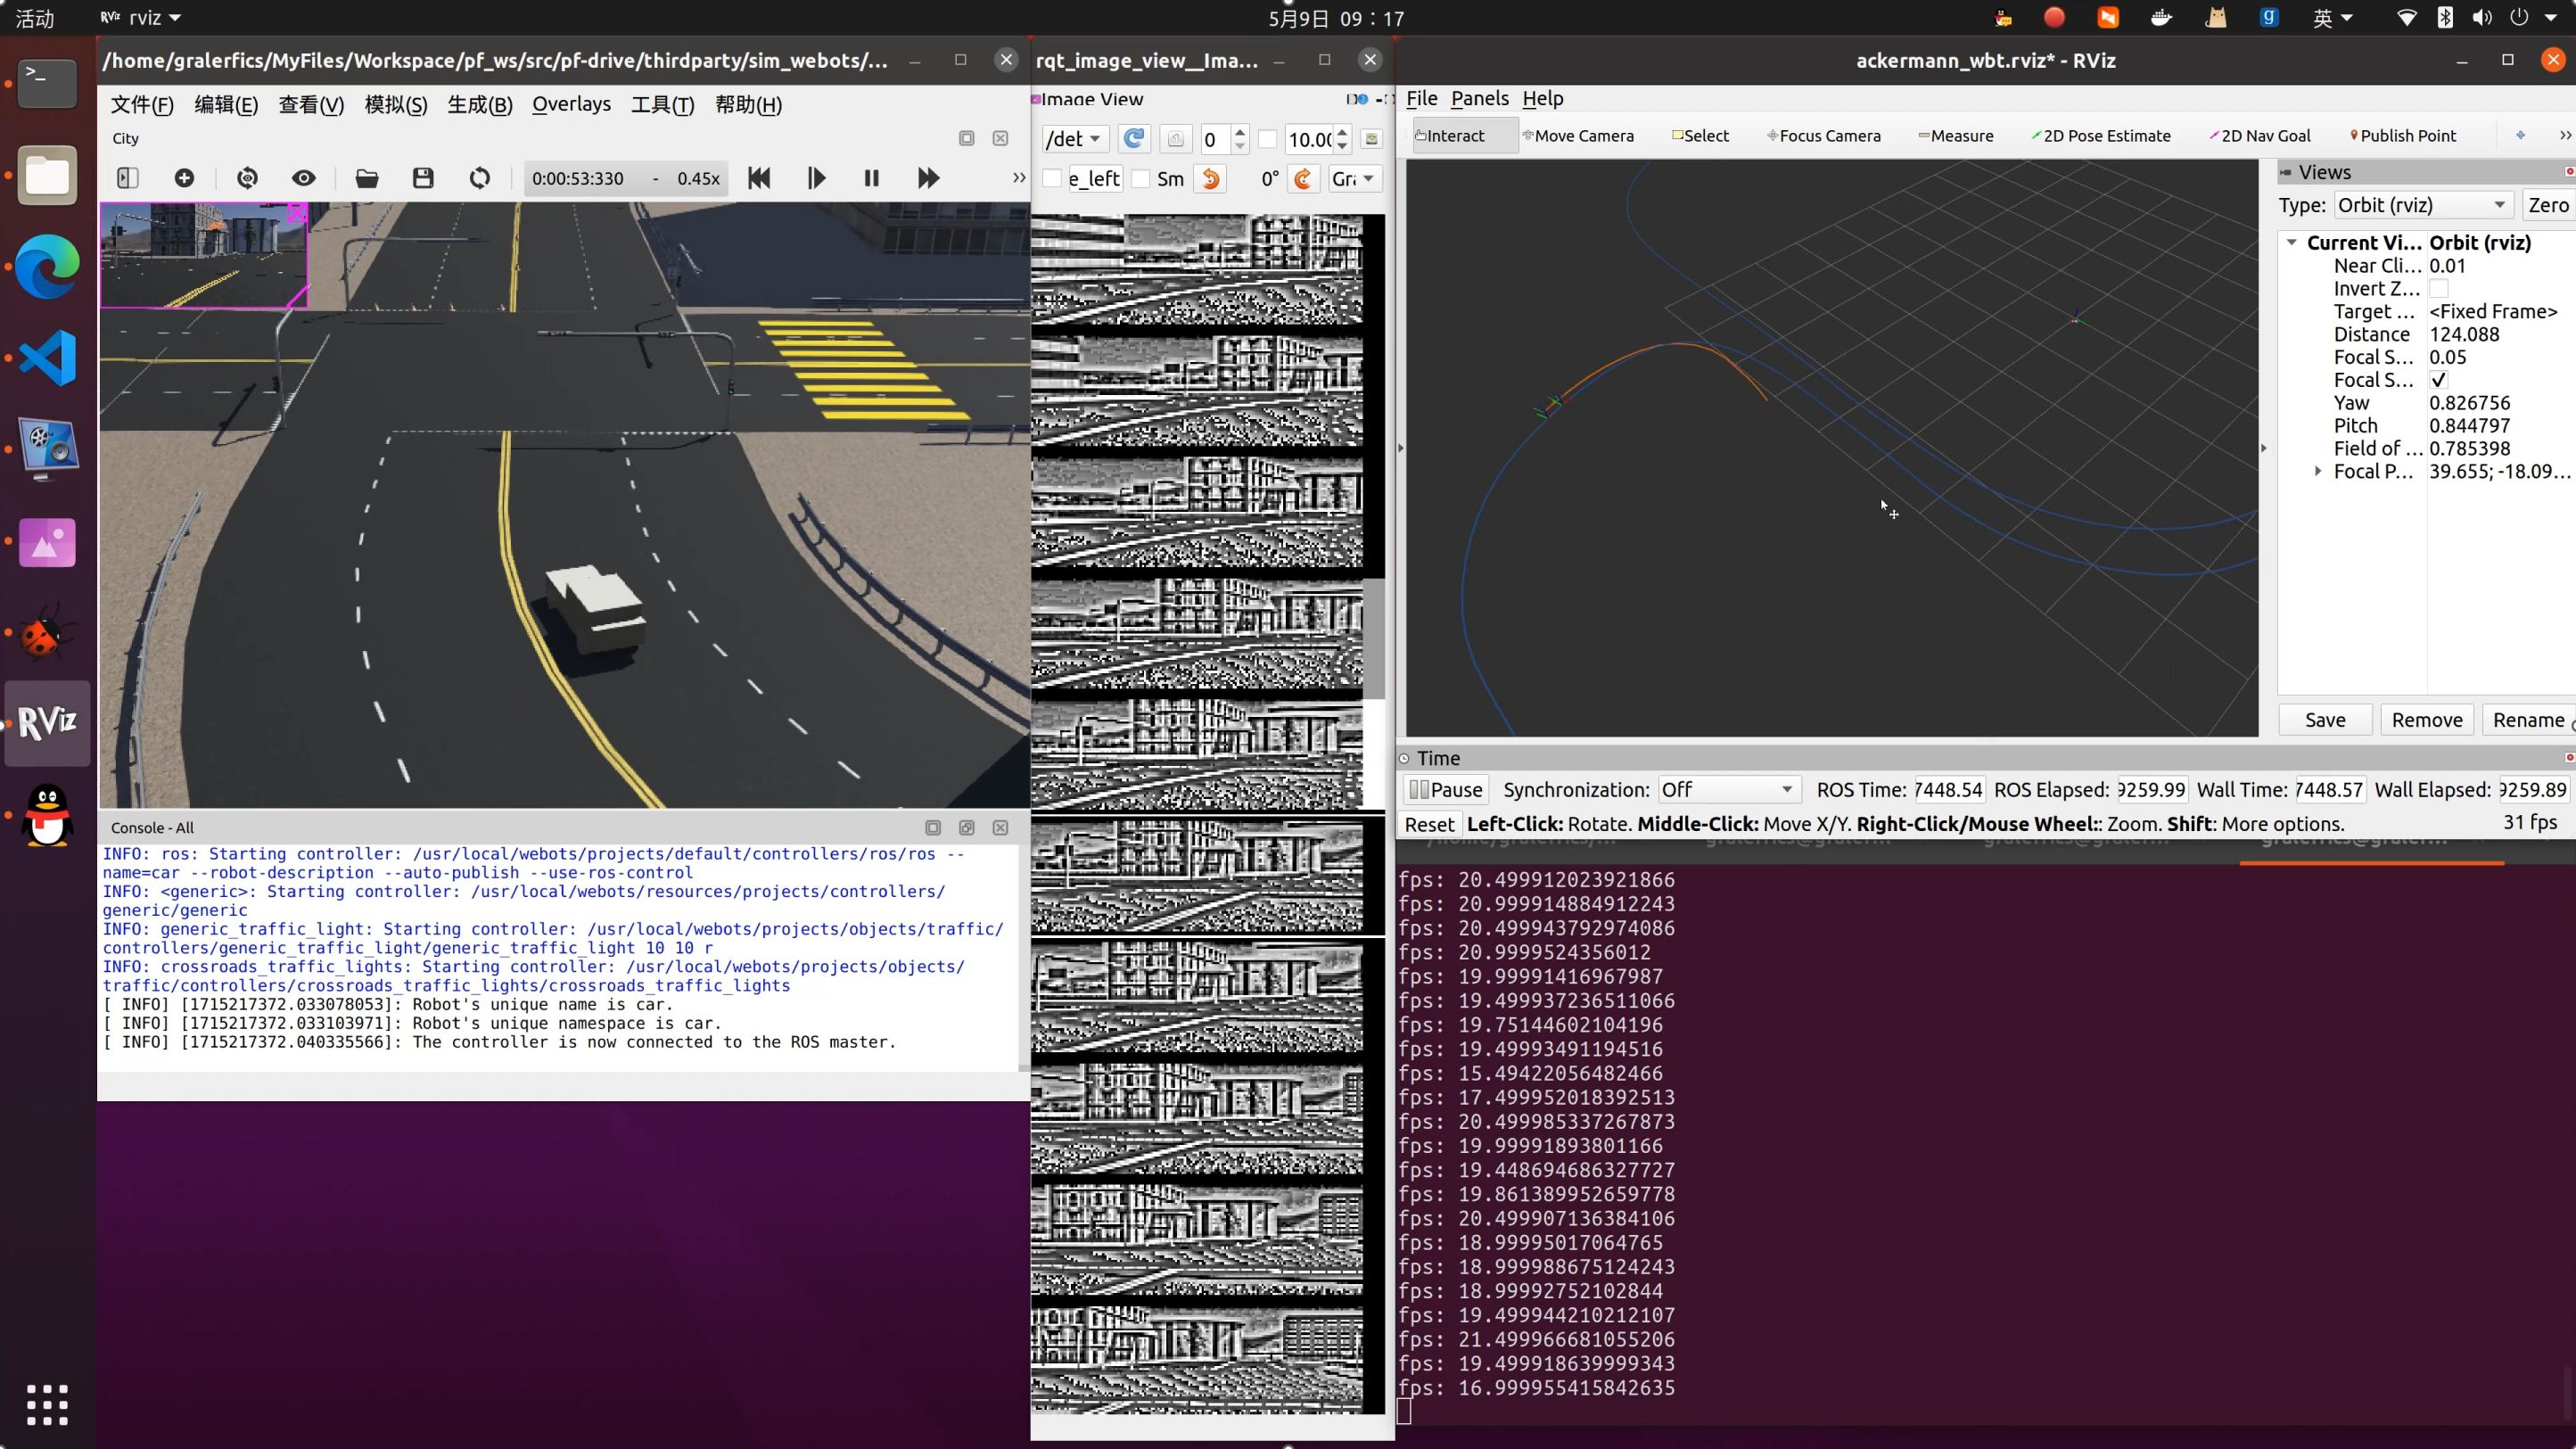 活动
RViz rviz
5月9日 09：17
英
/home/gralerfics/MyFiles/Workspace/pf_ws/src/pf-drive/thirdparty/sim_webots/...
文件(F) 编辑(E) 查看(V) 模拟(S) 生成(B) Overlays 工具(T) 帮助(H)
City
0:00:53:330 - 0.45x
Console - All
INFO: ros: Starting controller: /usr/local/webots/projects/default/controllers/ros/ros --
name=car --robot-description --auto-publish --use-ros-control
INFO: <generic>: Starting controller: /usr/local/webots/resources/projects/controllers/
generic/generic
INFO: generic_traffic_light: Starting controller: /usr/local/webots/projects/objects/traffic/
controllers/generic_traffic_light/generic_traffic_light 10 10 r
INFO: crossroads_traffic_lights: Starting controller: /usr/local/webots/projects/objects/
traffic/controllers/crossroads_traffic_lights/crossroads_traffic_lights
[ INFO] [1715217372.033078053]: Robot's unique name is car.
[ INFO] [1715217372.033103971]: Robot's unique namespace is car.
[ INFO] [1715217372.040335566]: The controller is now connected to the ROS master.
RViz
rqt_image_view__Ima...
Image View
/det 0 10.00
e_left Sm 0° Gra
ackermann_wbt.rviz* - RViz
File Panels Help
Interact Move Camera Select Focus Camera Measure 2D Pose Estimate 2D Nav Goal Publish Point
Views
Type: Orbit (rviz) Zero
Current Vi... Orbit (rviz)
Near Cli... 0.01
Invert Z...
Target ... <Fixed Frame>
Distance 124.088
Focal S... 0.05
Focal S...
Yaw 0.826756
Pitch 0.844797
Field of ... 0.785398
Focal P... 39.655; -18.09...
Save Remove Rename
Time
Pause Synchronization: Off ROS Time: 7448.54 ROS Elapsed: 9259.99 Wall Time: 7448.57 Wall Elapsed: 9259.89
Reset Left-Click: Rotate. Middle-Click: Move X/Y. Right-Click/Mouse Wheel:: Zoom. Shift: More options. 31 fps
fps: 20.499912023921866
fps: 20.999914884912243
fps: 20.499943792974086
fps: 20.9999524356012
fps: 19.99991416967987
fps: 19.499937236511066
fps: 19.75144602104196
fps: 19.49993491194516
fps: 15.49422056482466
fps: 17.499952018392513
fps: 20.499985337267873
fps: 19.99991893801166
fps: 19.448694686327727
fps: 19.861389952659778
fps: 20.499907136384106
fps: 18.99995017064765
fps: 18.999988675124243
fps: 18.99992752102844
fps: 19.499944210212107
fps: 21.499966681055206
fps: 19.499918639999343
fps: 16.999955415842635